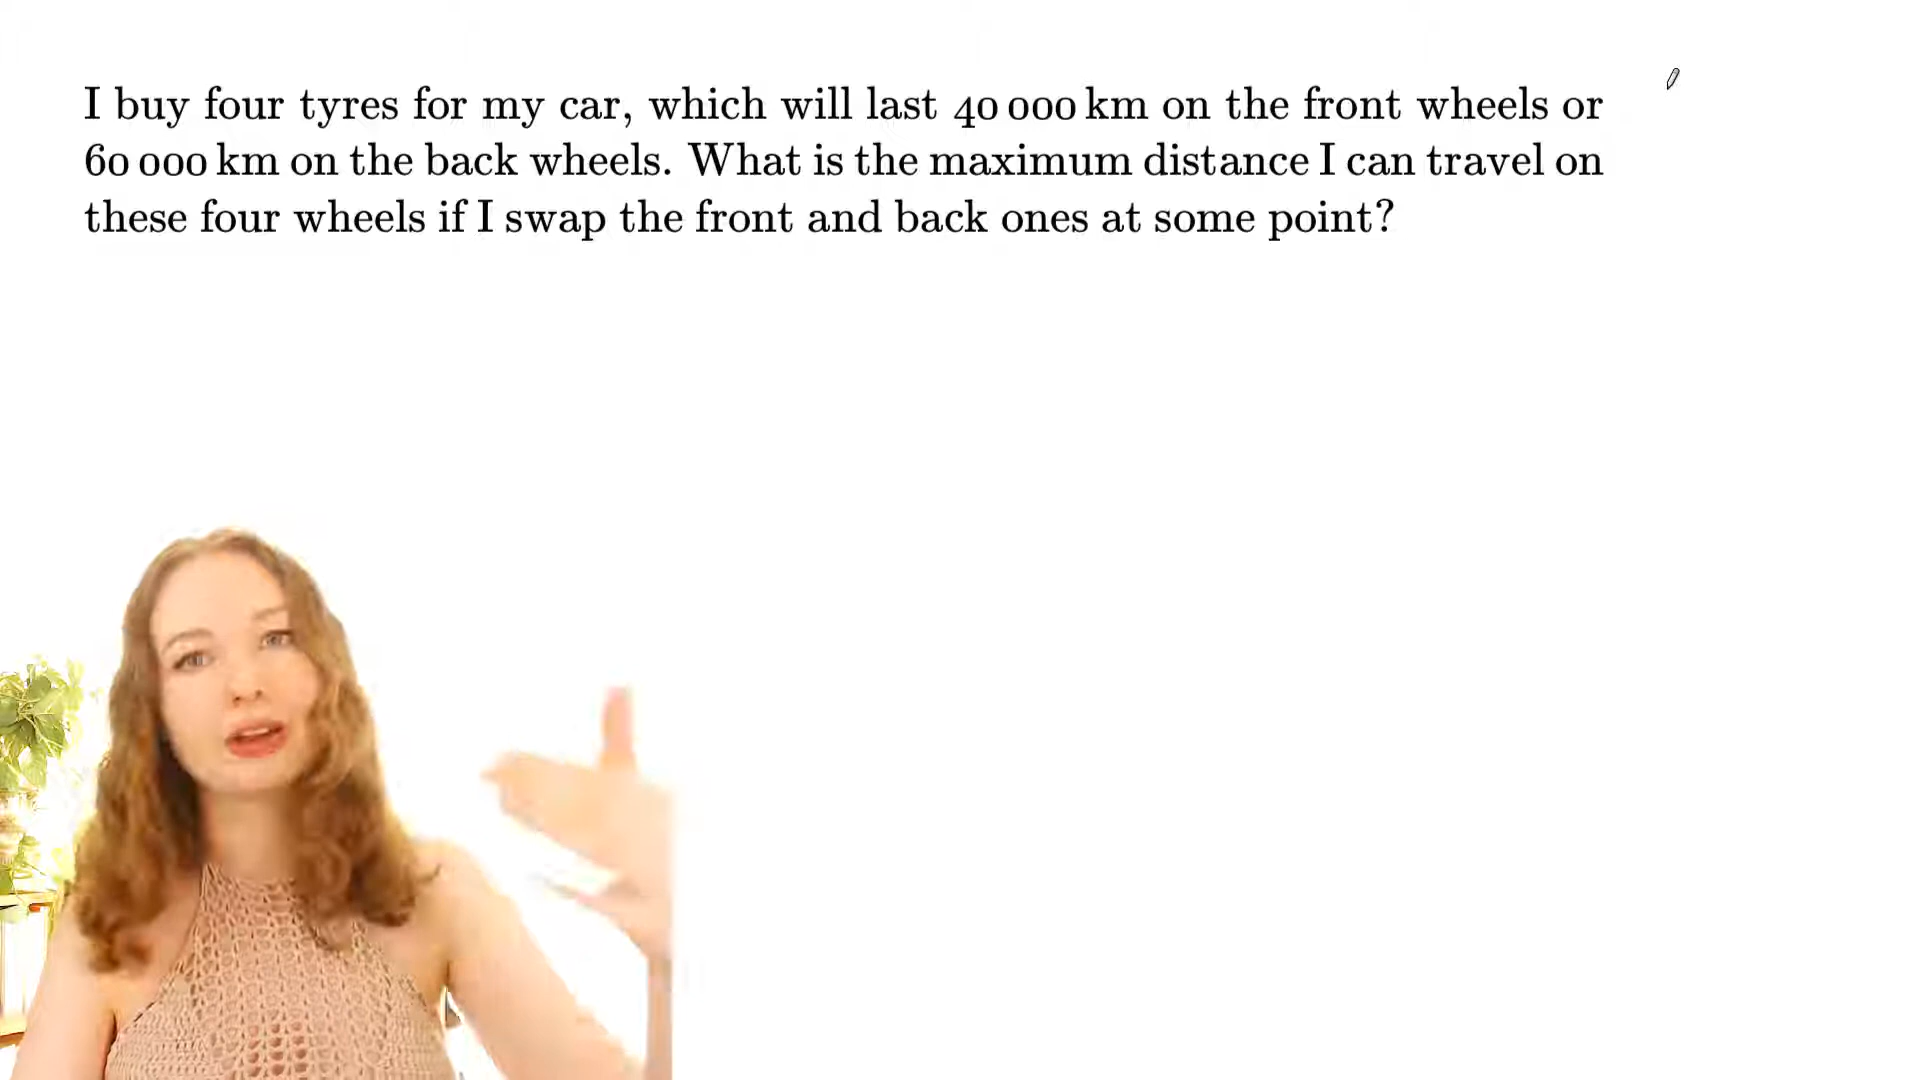 I buy four tyres for my car, which will last 40 000 km on the front wheels or
60 000 km on the back wheels. What is the maximum distance I can travel on
these four wheels if I swap the front and back ones at some point?